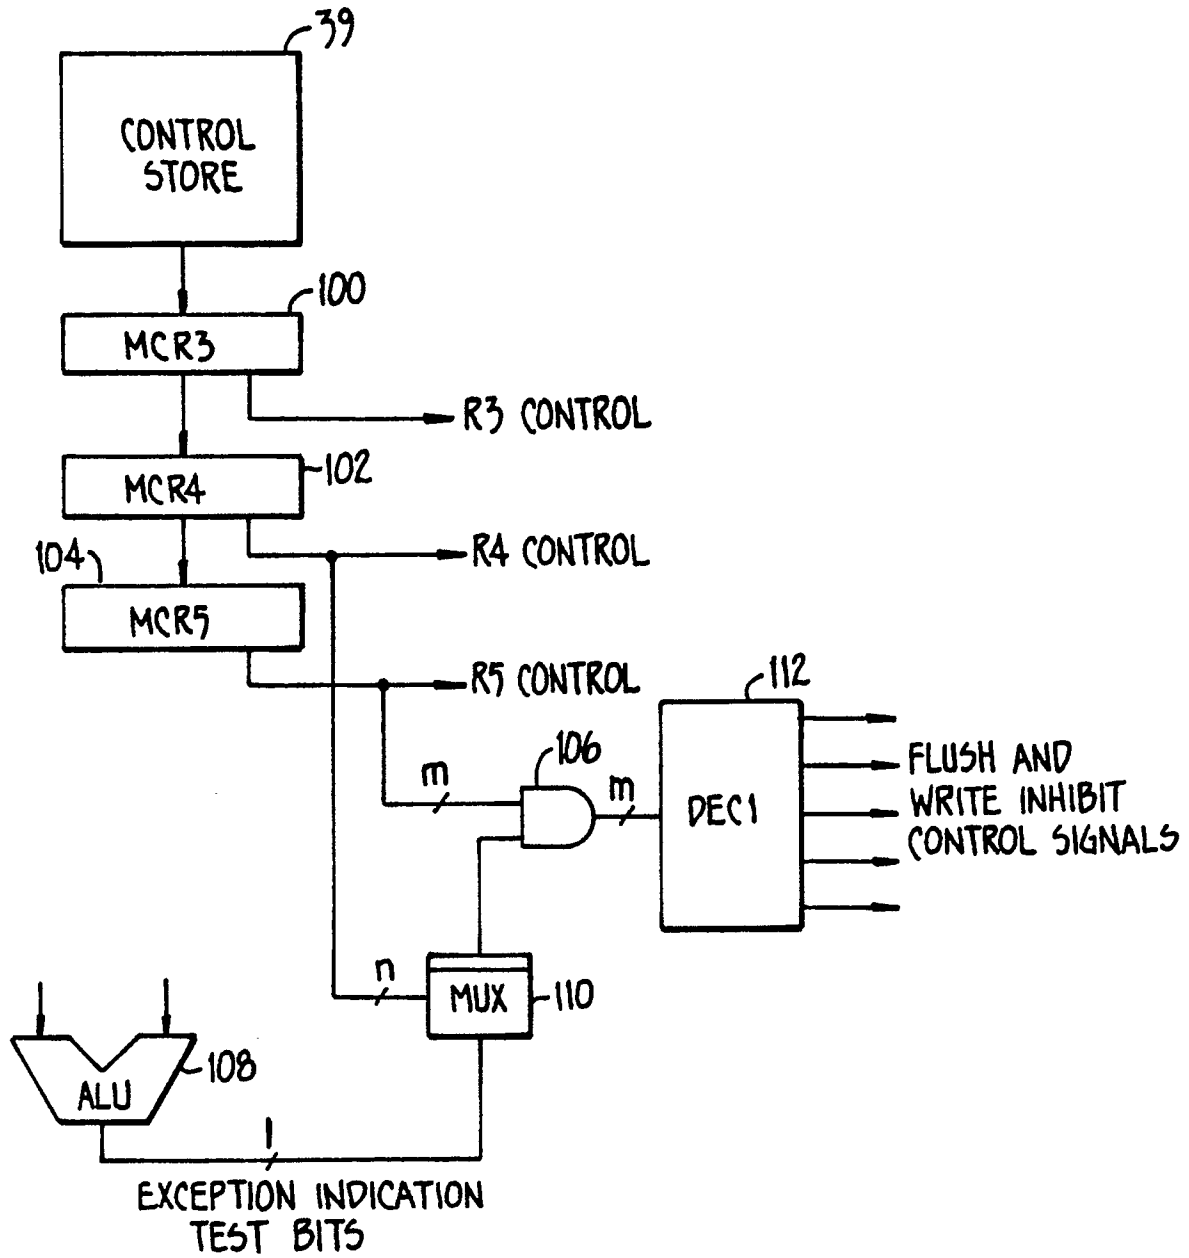 39
CONTROL
STORE
100
MCR3
R3 CONTROL
MCR4
102
R4 CONTROL
104
MCR5
R5 CONTROL
112
106
m
m
DEC1
FLUSH AND
WRITE INHIBIT
CONTROL SIGNALS
n
MUX
110
ALU
108
l
EXCEPTION INDICATION
TEST BITS